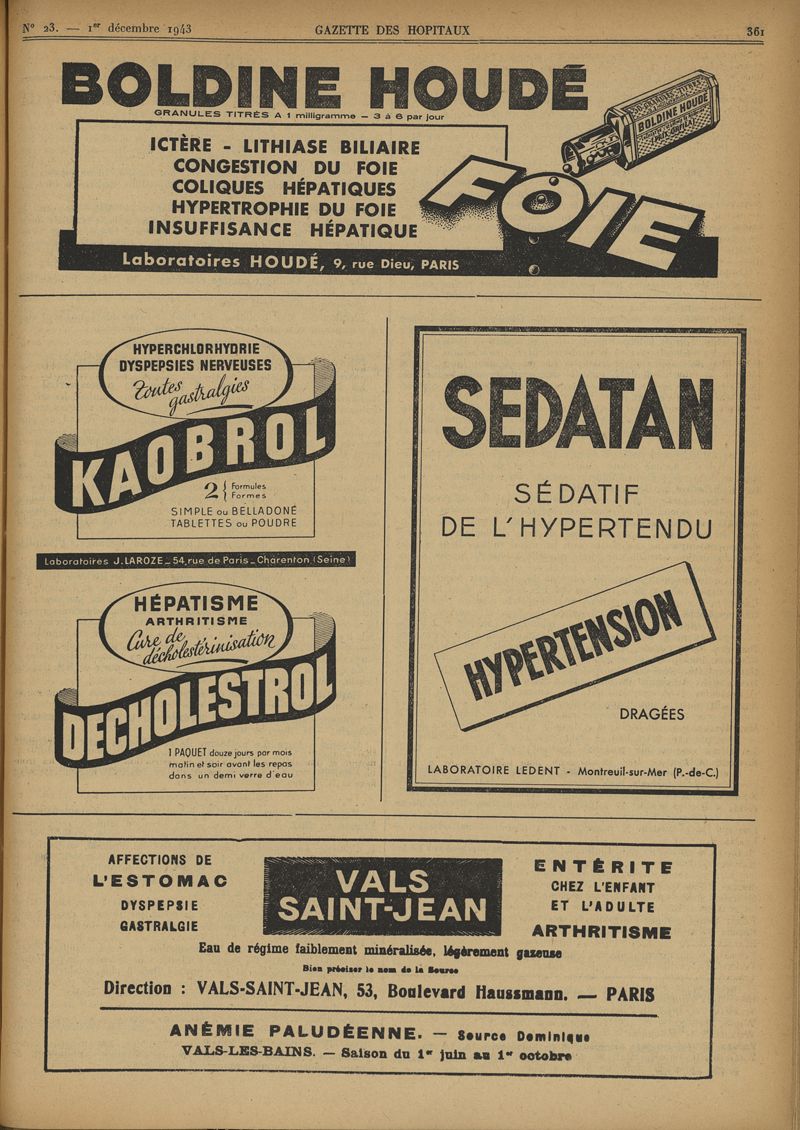 N° 23. — 1er décembre 1943 GAZETTE DES HOPITAUX 361
BOLDINE HOUDÉ
GRANULES TITRÉS A 1 milligramme — 3 à 6 par jour
ICTÈRE - LITHIASE BILIAIRE
CONGESTION DU FOIE
COLIQUES HÉPATIQUES
HYPERTROPHIE DU FOIE
INSUFFISANCE HÉPATIQUE
BOLDINE HOUDÉ
FOIE
Laboratoires HOUDÉ, 9, rue Dieu, PARIS
HYPERCHLORHYDRIE
DYSPEPSIES NERVEUSES
Toutes
gastralgies
KAOBROL
2 Formules
Formes
SIMPLE ou BELLADONÉ
TABLETTES ou POUDRE
Laboratoires J. LAROZE _ 54, rue de Paris _ Charenton (Seine)
HÉPATISME
ARTHRITISME
Cure de
décholestérinisation
DECHOLESTROL
1 PAQUET douze jours par mois
matin et soir avant les repas
dans un demi verre d'eau
SEDATAN
SÉDATIF
DE L'HYPERTENDU
HYPERTENSION
DRAGÉES
LABORATOIRE LEDENT - Montreuil-sur-Mer (P.-de-C.)
AFFECTIONS DE
L'ESTOMAC
DYSPEPSIE
GASTRALGIE
VALS
SAINT-JEAN
ENTÉRITE
CHEZ L'ENFANT
ET L'ADULTE
ARTHRITISME
Eau de régime faiblement minéralisée, légèrement gazeuse
Bien préciser le nom de la Source
Direction : VALS-SAINT-JEAN, 53, Boulevard Haussmann. — PARIS
ANÉMIE PALUDÉENNE. — Source Dominique
VALS-LES-BAINS. — Saison du 1er juin au 1er octobre